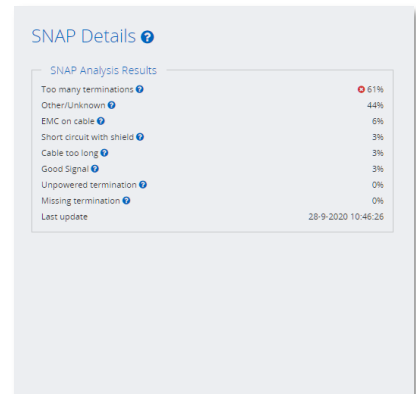 SNAP Details ?
SNAP Analysis Results
Too many terminations ? 61%
Other/Unknown ? 44%
EMC on cable ? 6%
Short circuit with shield ? 3%
Cable too long ? 3%
Good Signal ? 3%
Unpowered termination ? 0%
Missing termination ? 0%
Last update 28-9-2020 10:46:26